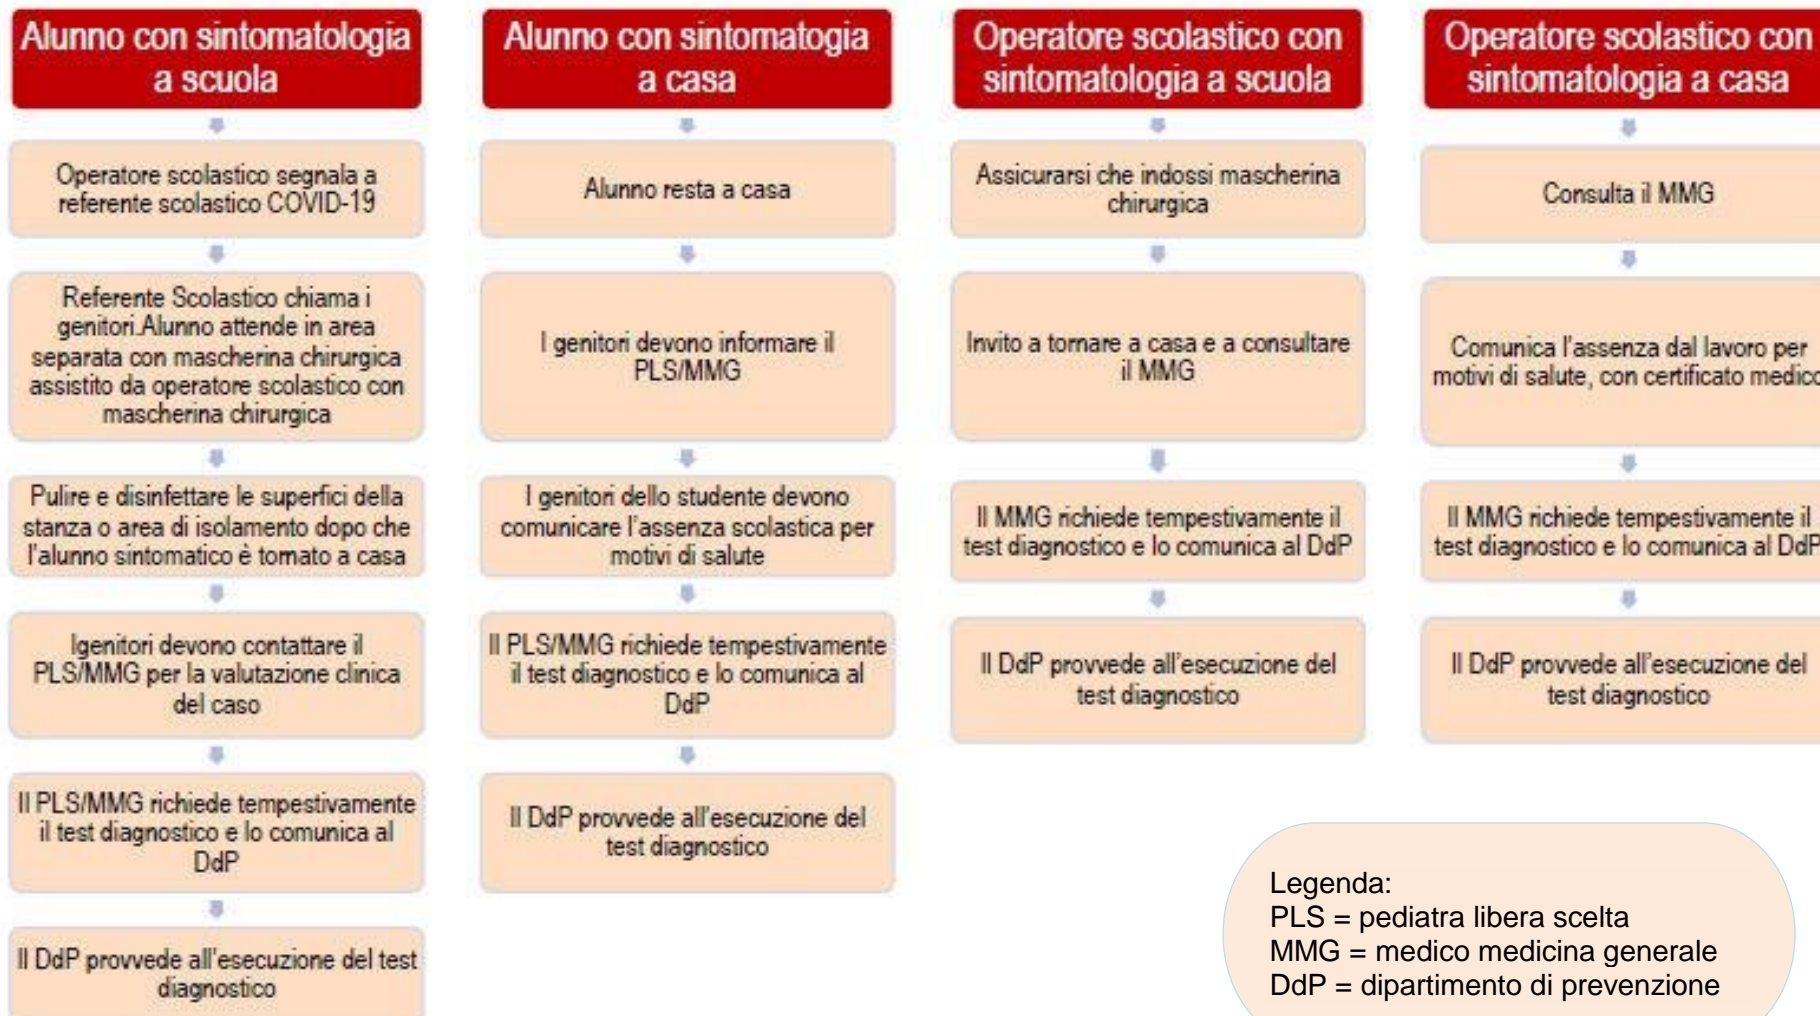 Alunno con sintomatologia
a scuola
Operatore scolastico segnala a
referente scolastico COVID-19
Referente Scolastico chiama i
genitori.Alunno attende in area
separata con mascherina chirurgica
assistito da operatore scolastico con
mascherina chirurgica
Pulire e disinfettare le superfici della
stanza o area di isolamento dopo che
l'alunno sintomatico è tornato a casa
Igenitori devono contattare il
PLS/MMG per la valutazione clinica
del caso
Il PLS/MMG richiede tempestivamente
il test diagnostico e lo comunica al
DdP
Il DdP provvede all'esecuzione del test
diagnostico
Alunno con sintomatogia
a casa
Alunno resta a casa
I genitori devono informare il
PLS/MMG
I genitori dello studente devono
comunicare l'assenza scolastica per
motivi di salute
Il PLS/MMG richiede tempestivamente
il test diagnostico e lo comunica al
DdP
Il DdP provvede all'esecuzione del
test diagnostico
Operatore scolastico con
sintomatologia a scuola
Assicurarsi che indossi mascherina
chirurgica
Invito a tornare a casa e a consultare
il MMG
Il MMG richiede tempestivamente il
test diagnostico e lo comunica al DdP
Il DdP provvede all'esecuzione del
test diagnostico
Operatore scolastico con
sintomatologia a casa
Consulta il MMG
Comunica l'assenza dal lavoro per
motivi di salute, con certificato medico
Il MMG richiede tempestivamente il
test diagnostico e lo comunica al DdP
Il DdP provvede all'esecuzione del
test diagnostico
Legenda:
PLS = pediatra libera scelta
MMG = medico medicina generale
DdP = dipartimento di prevenzione